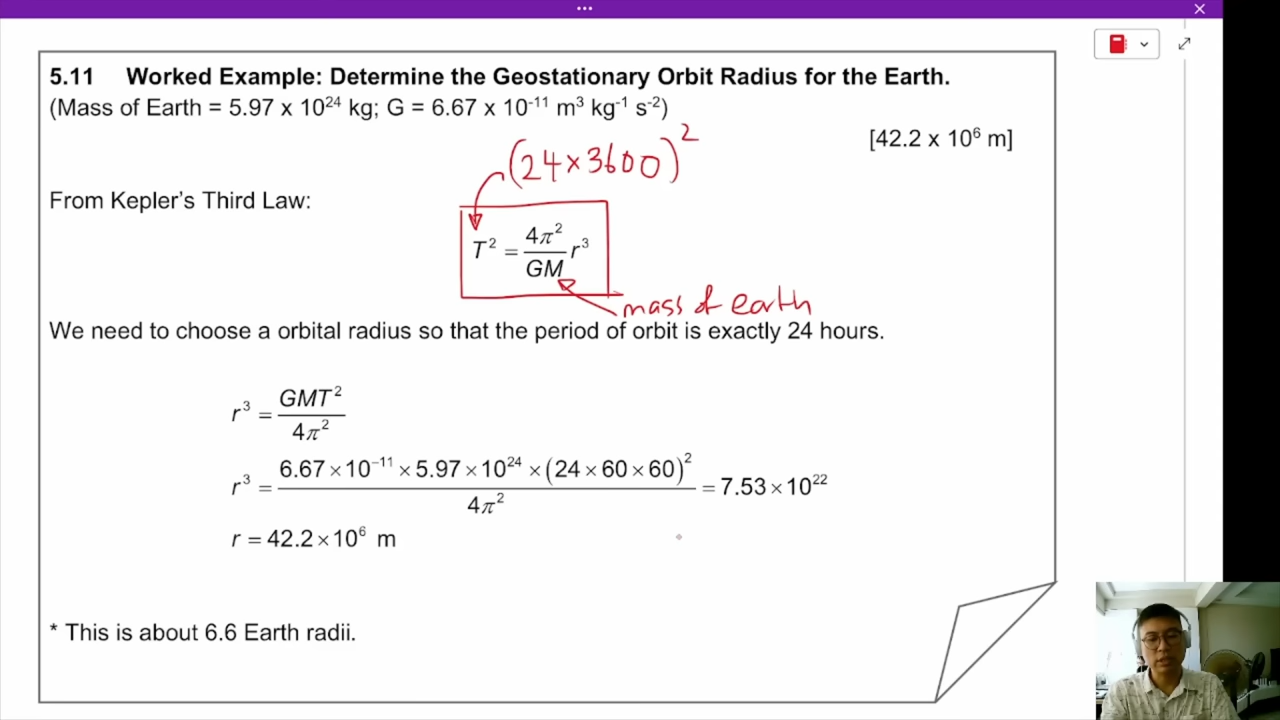 5.11 Worked Example: Determine the Geostationary Orbit Radius for the Earth.
(Mass of Earth = 5.97 x 10²⁴ kg; G = 6.67 x 10⁻¹¹ m³ kg⁻¹ s⁻²)
[42.2 x 10⁶ m]
(24×3600)²
From Kepler's Third Law:
T² = 4π²/GM r³
mass of earth
We need to choose a orbital radius so that the period of orbit is exactly 24 hours.
r³ = GMT²/4π²
r³ = 6.67×10⁻¹¹×5.97×10²⁴×(24×60×60)²/4π² = 7.53×10²²
r = 42.2×10⁶ m
* This is about 6.6 Earth radii.